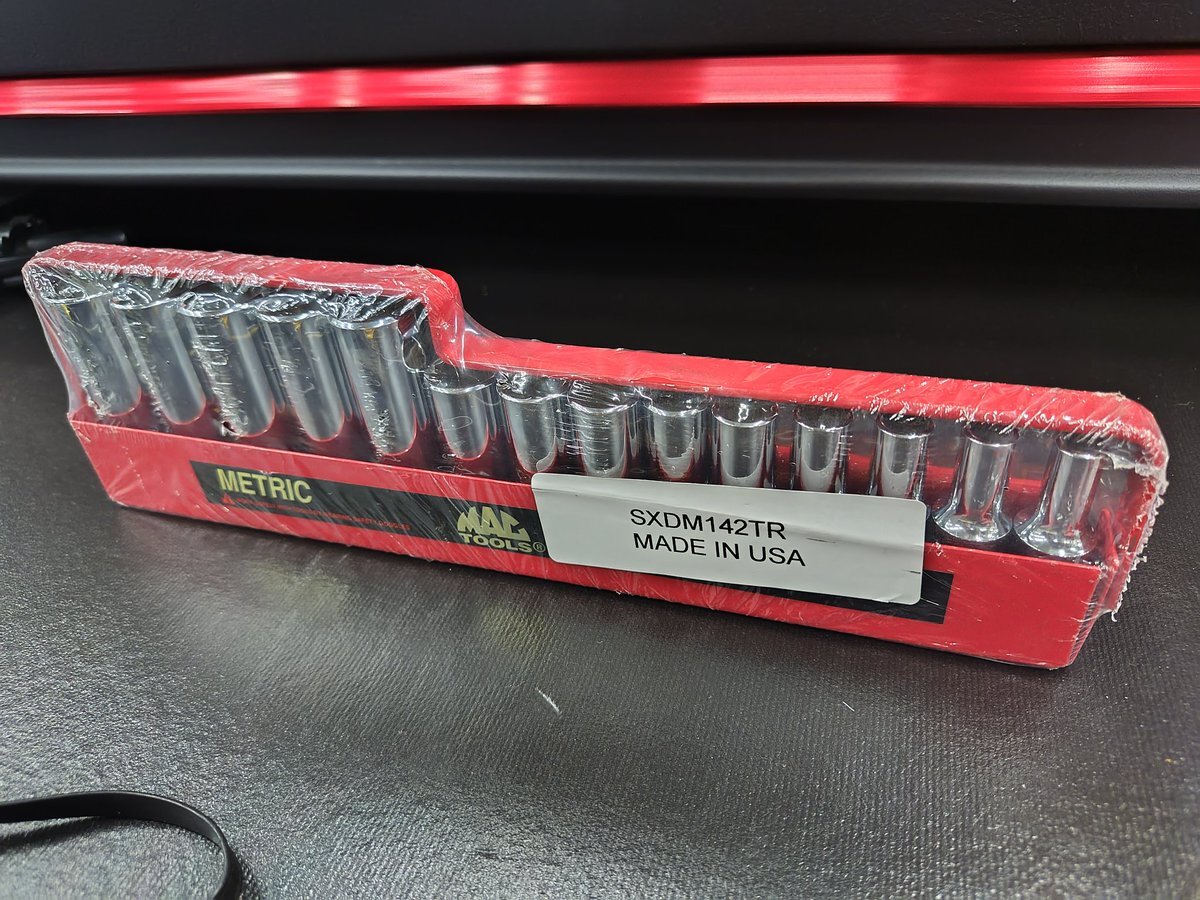 METRIC
MAC
TOOLS®
SXDM142TR
MADE IN USA